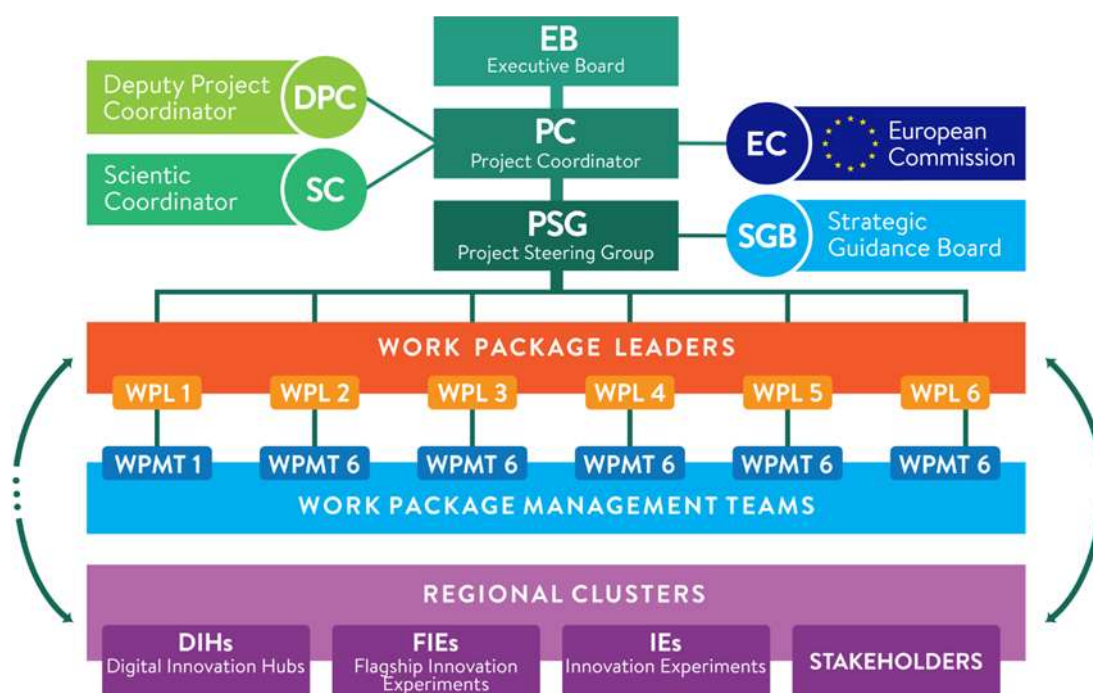 EB
Executive Board
Deputy Project
Coordinator
DPC
PC
Project Coordinator
EC
European
Commission
Scientic
Coordinator
SC
PSG
Project Steering Group
SGB
Strategic
Guidance Board
WORK PACKAGE LEADERS
WPL 1 WPL 2 WPL 3 WPL 4 WPL 5 WPL 6
WPMT 1 WPMT 6 WPMT 6 WPMT 6 WPMT 6 WPMT 6
WORK PACKAGE MANAGEMENT TEAMS
REGIONAL CLUSTERS
DIHs
Digital Innovation Hubs
FIEs
Flagship Innovation
Experiments
IEs
Innovation Experiments
STAKEHOLDERS